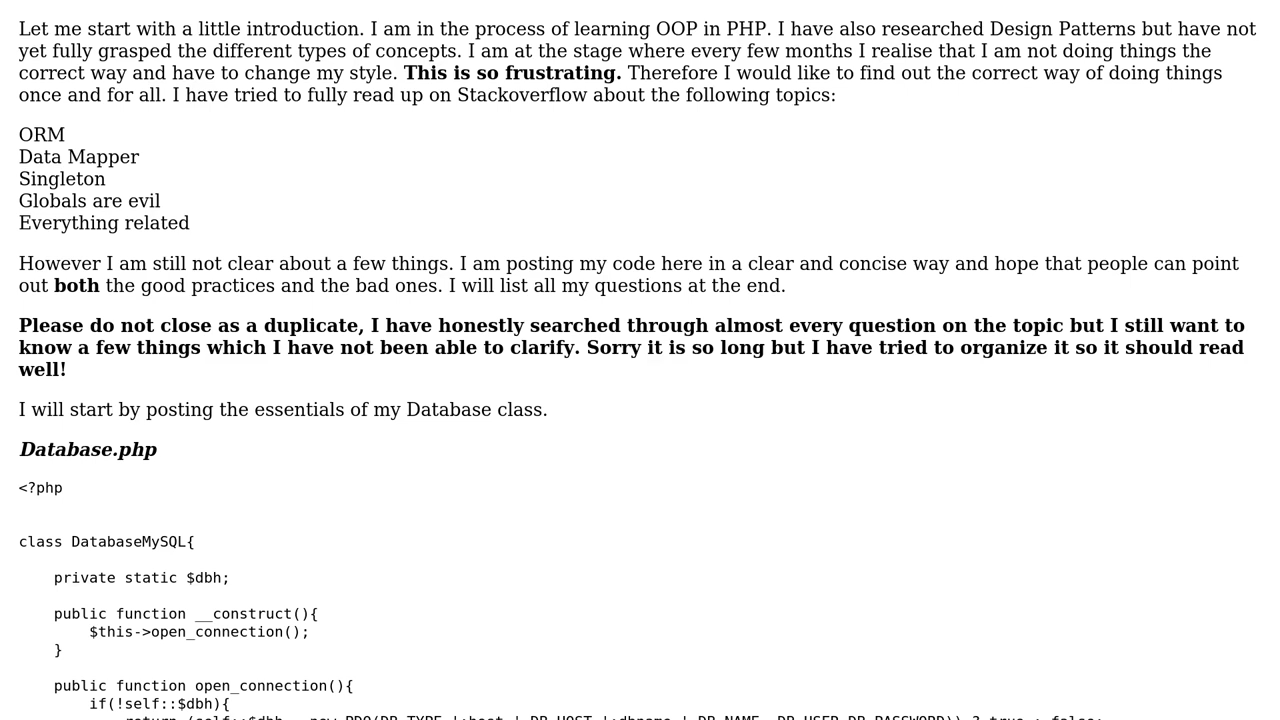 Let me start with a little introduction. I am in the process of learning OOP in PHP. I have also researched Design Patterns but have not
yet fully grasped the different types of concepts. I am at the stage where every few months I realise that I am not doing things the
correct way and have to change my style. This is so frustrating. Therefore I would like to find out the correct way of doing things
once and for all. I have tried to fully read up on Stackoverflow about the following topics:
ORM
Data Mapper
Singleton
Globals are evil
Everything related
However I am still not clear about a few things. I am posting my code here in a clear and concise way and hope that people can point
out both the good practices and the bad ones. I will list all my questions at the end.
Please do not close as a duplicate, I have honestly searched through almost every question on the topic but I still want to
know a few things which I have not been able to clarify. Sorry it is so long but I have tried to organize it so it should read
well!
I will start by posting the essentials of my Database class.
Database.php
<?php
class DatabaseMySQL{
private static $dbh;
public function __construct(){
$this->open_connection();
}
public function open_connection(){
if(!self::$dbh){